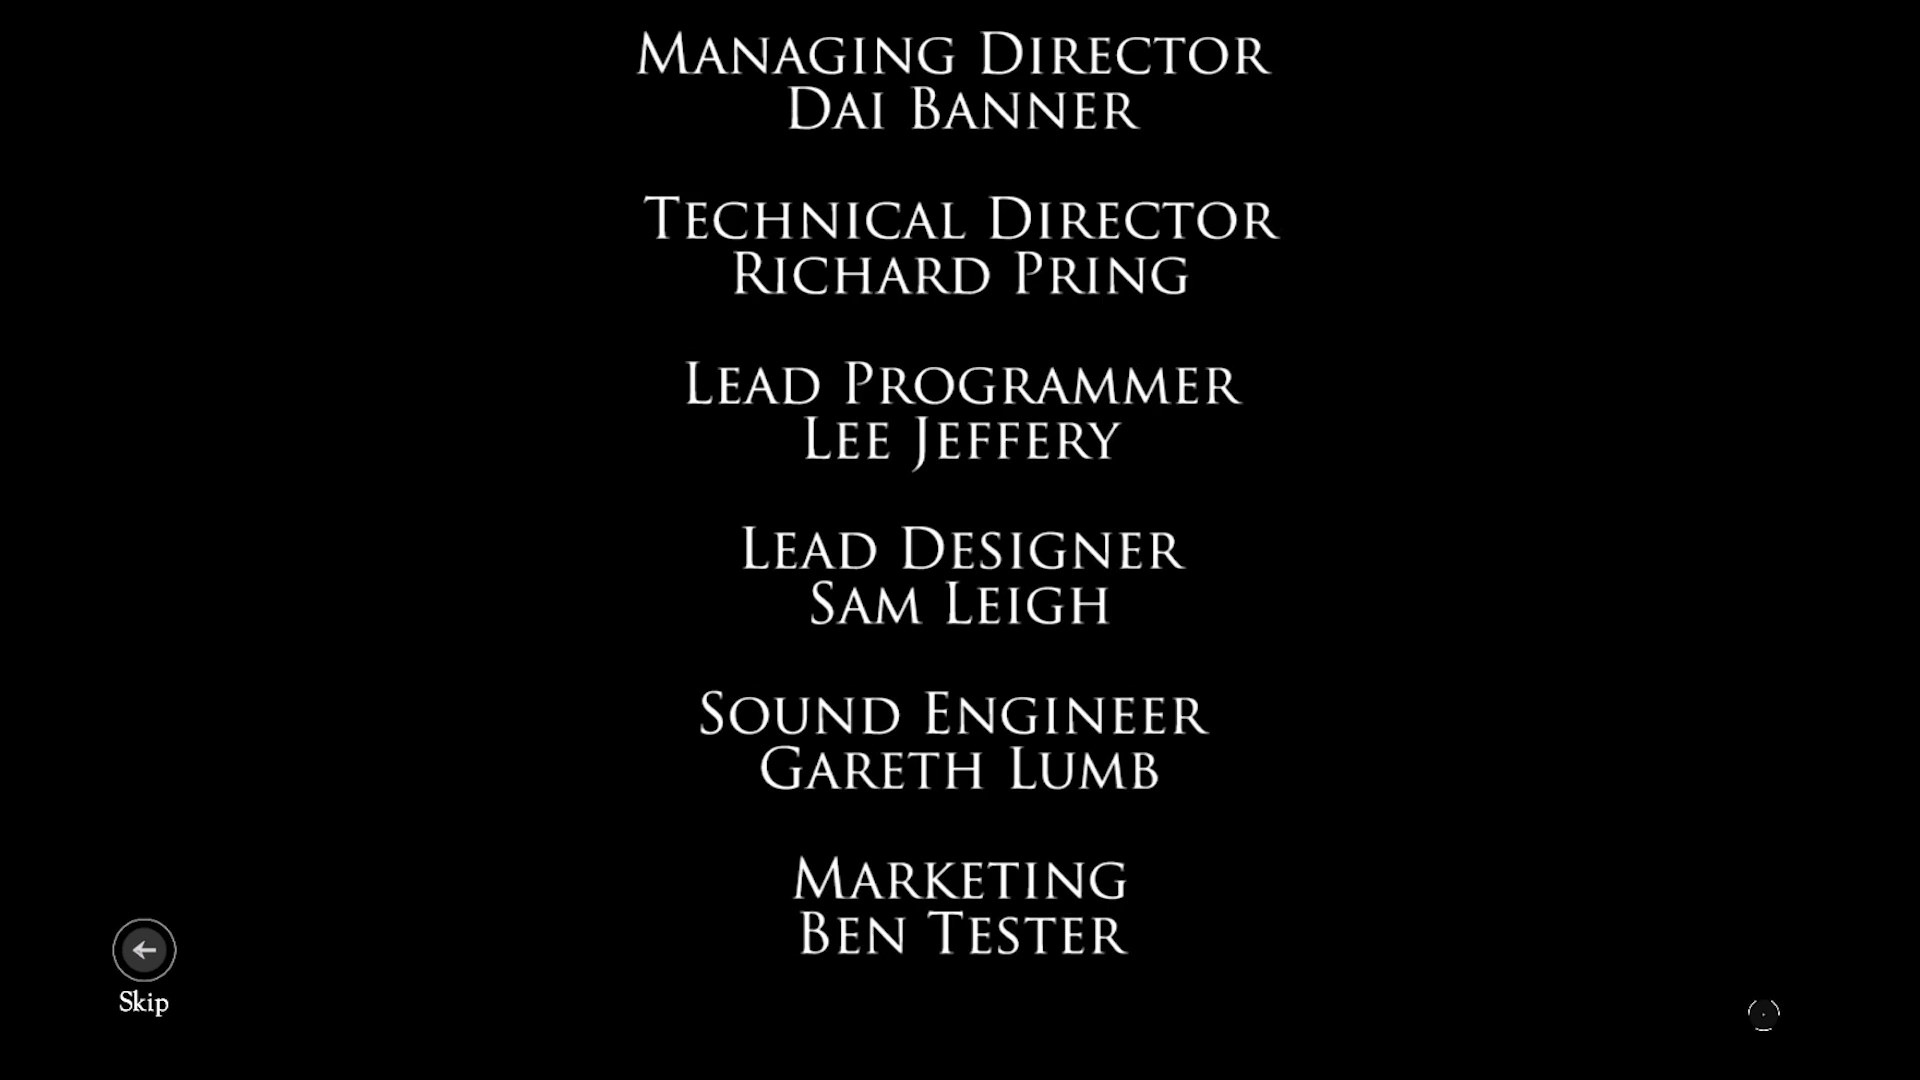 Managing Director
Dai Banner
Technical Director
Richard Pring
Lead Programmer
Lee Jeffery
Lead Designer
Sam Leigh
Sound Engineer
Gareth Lumb
Marketing
Ben Tester
Skip